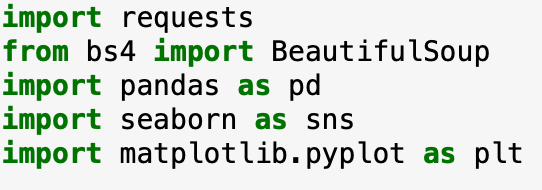 import requests
from bs4 import BeautifulSoup
import pandas as pd
import seaborn as sns
import matplotlib.pyplot as plt